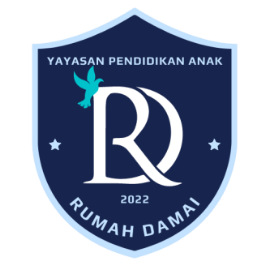 YAYASAN PENDIDIKAN ANAK
RD
2022
RUMAH DAMAI